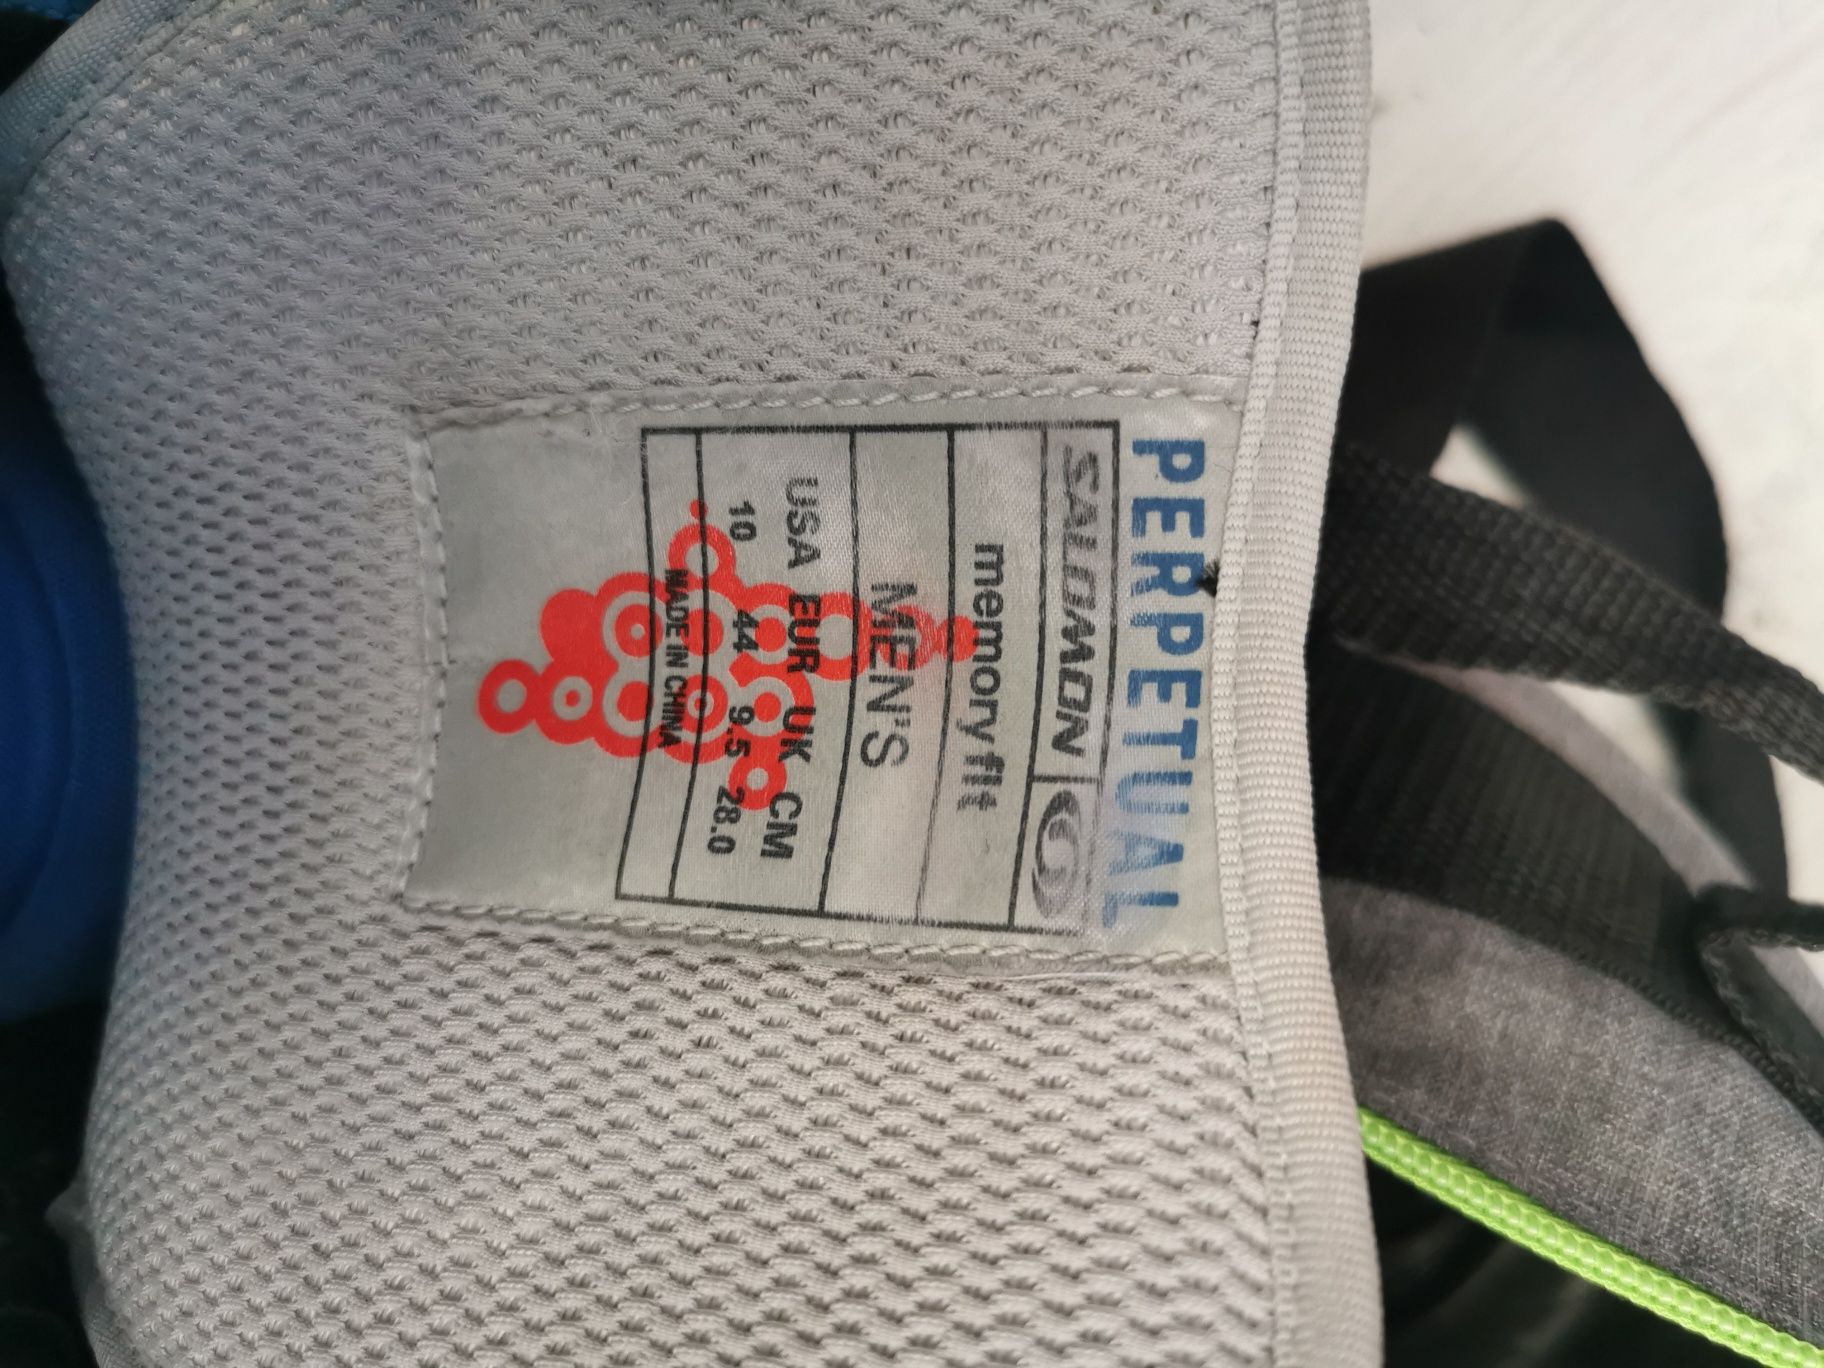 PERPETUAL
SALOMON
memory fit
MEN'S
USA EUR UK CM
10 44 9.5 28.0
MADE IN CHINA